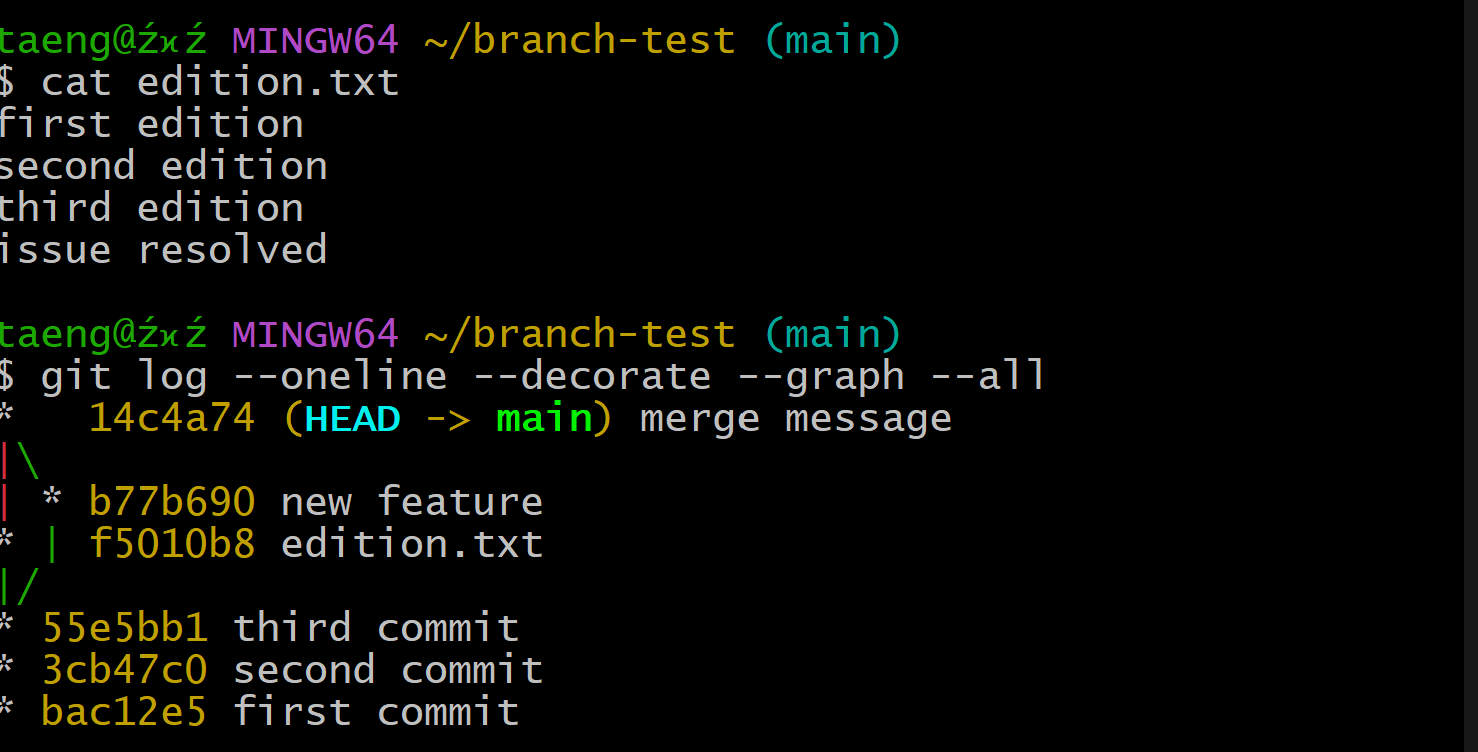 taeng@źϰź MINGW64 ~/branch-test (main)
$ cat edition.txt
first edition
second edition
third edition
issue resolved
taeng@źϰź MINGW64 ~/branch-test (main)
$ git log --oneline --decorate --graph --all
*   14c4a74 (HEAD -> main) merge message
|\
| * b77b690 new feature
* | f5010b8 edition.txt
|/
* 55e5bb1 third commit
* 3cb47c0 second commit
* bac12e5 first commit